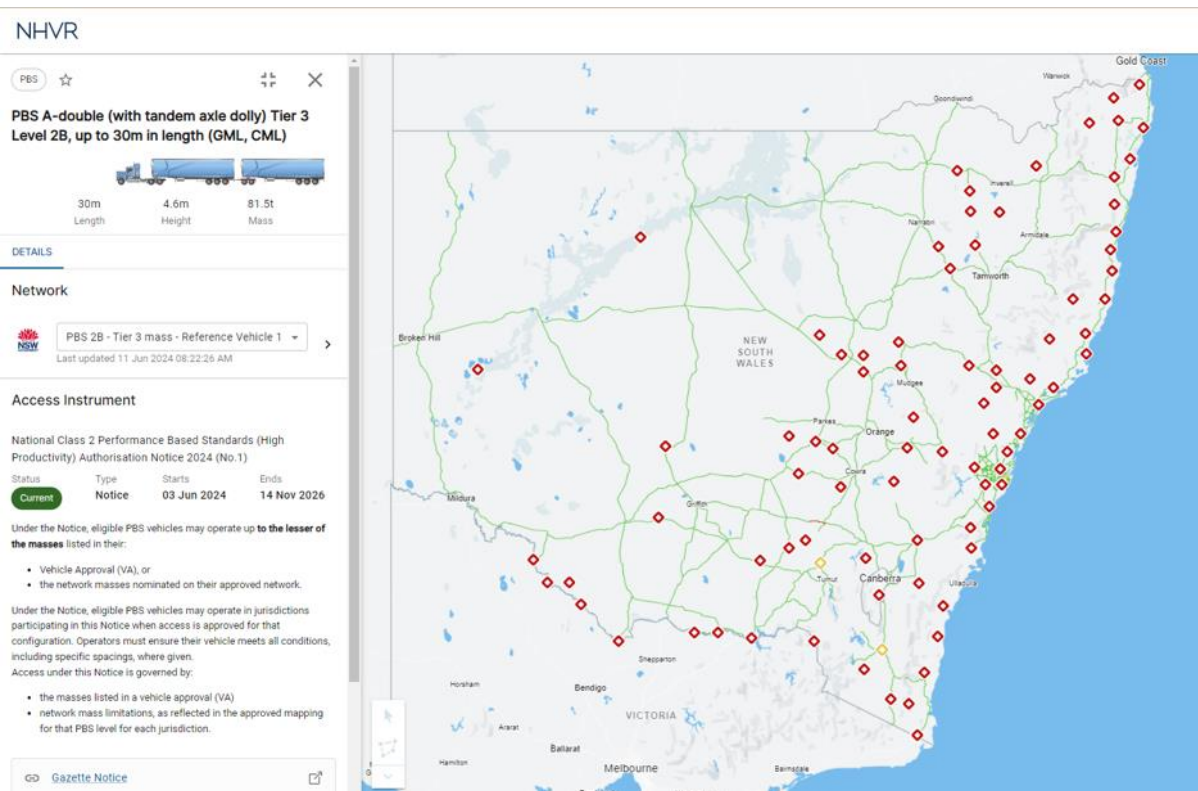 NHVR
PBS
PBS A-double (with tandem axle dolly) Tier 3
Level 2B, up to 30m in length (GML, CML)
30m 4.6m 81.5t
Length Height Mass
DETAILS
Network
NSW
PBS 2B - Tier 3 mass - Reference Vehicle 1
Last updated 11 Jun 2024 08:22:26 AM
Access Instrument
National Class 2 Performance Based Standards (High
Productivity) Authorisation Notice 2024 (No.1)
Status Type Starts Ends
Current Notice 03 Jun 2024 14 Nov 2026
Under the Notice, eligible PBS vehicles may operate up to the lesser of
the masses listed in their:
• Vehicle Approval (VA), or
• the network masses nominated on their approved network.
Under the Notice, eligible PBS vehicles may operate in jurisdictions
participating in this Notice when access is approved for that
configuration. Operators must ensure their vehicle meets all conditions,
including specific spacings, where given.
Access under this Notice is governed by:
• the masses listed in a vehicle approval (VA)
• network mass limitations, as reflected in the approved mapping
for that PBS level for each jurisdiction.
Gazette Notice
Gold Coast
Warwick
Goondiwindi
Inverell
Narrabri
Armidale
Tamworth
Broken Hill
NEW
SOUTH
WALES
Mudgee
Parkes
Orange
Cowra
Mildura
Griffith
Tumut
Canberra
Ulladulla
Shepparton
Horsham
Bendigo
VICTORIA
Ararat
Ballarat
Hamilton
Melbourne
Bairnsdale